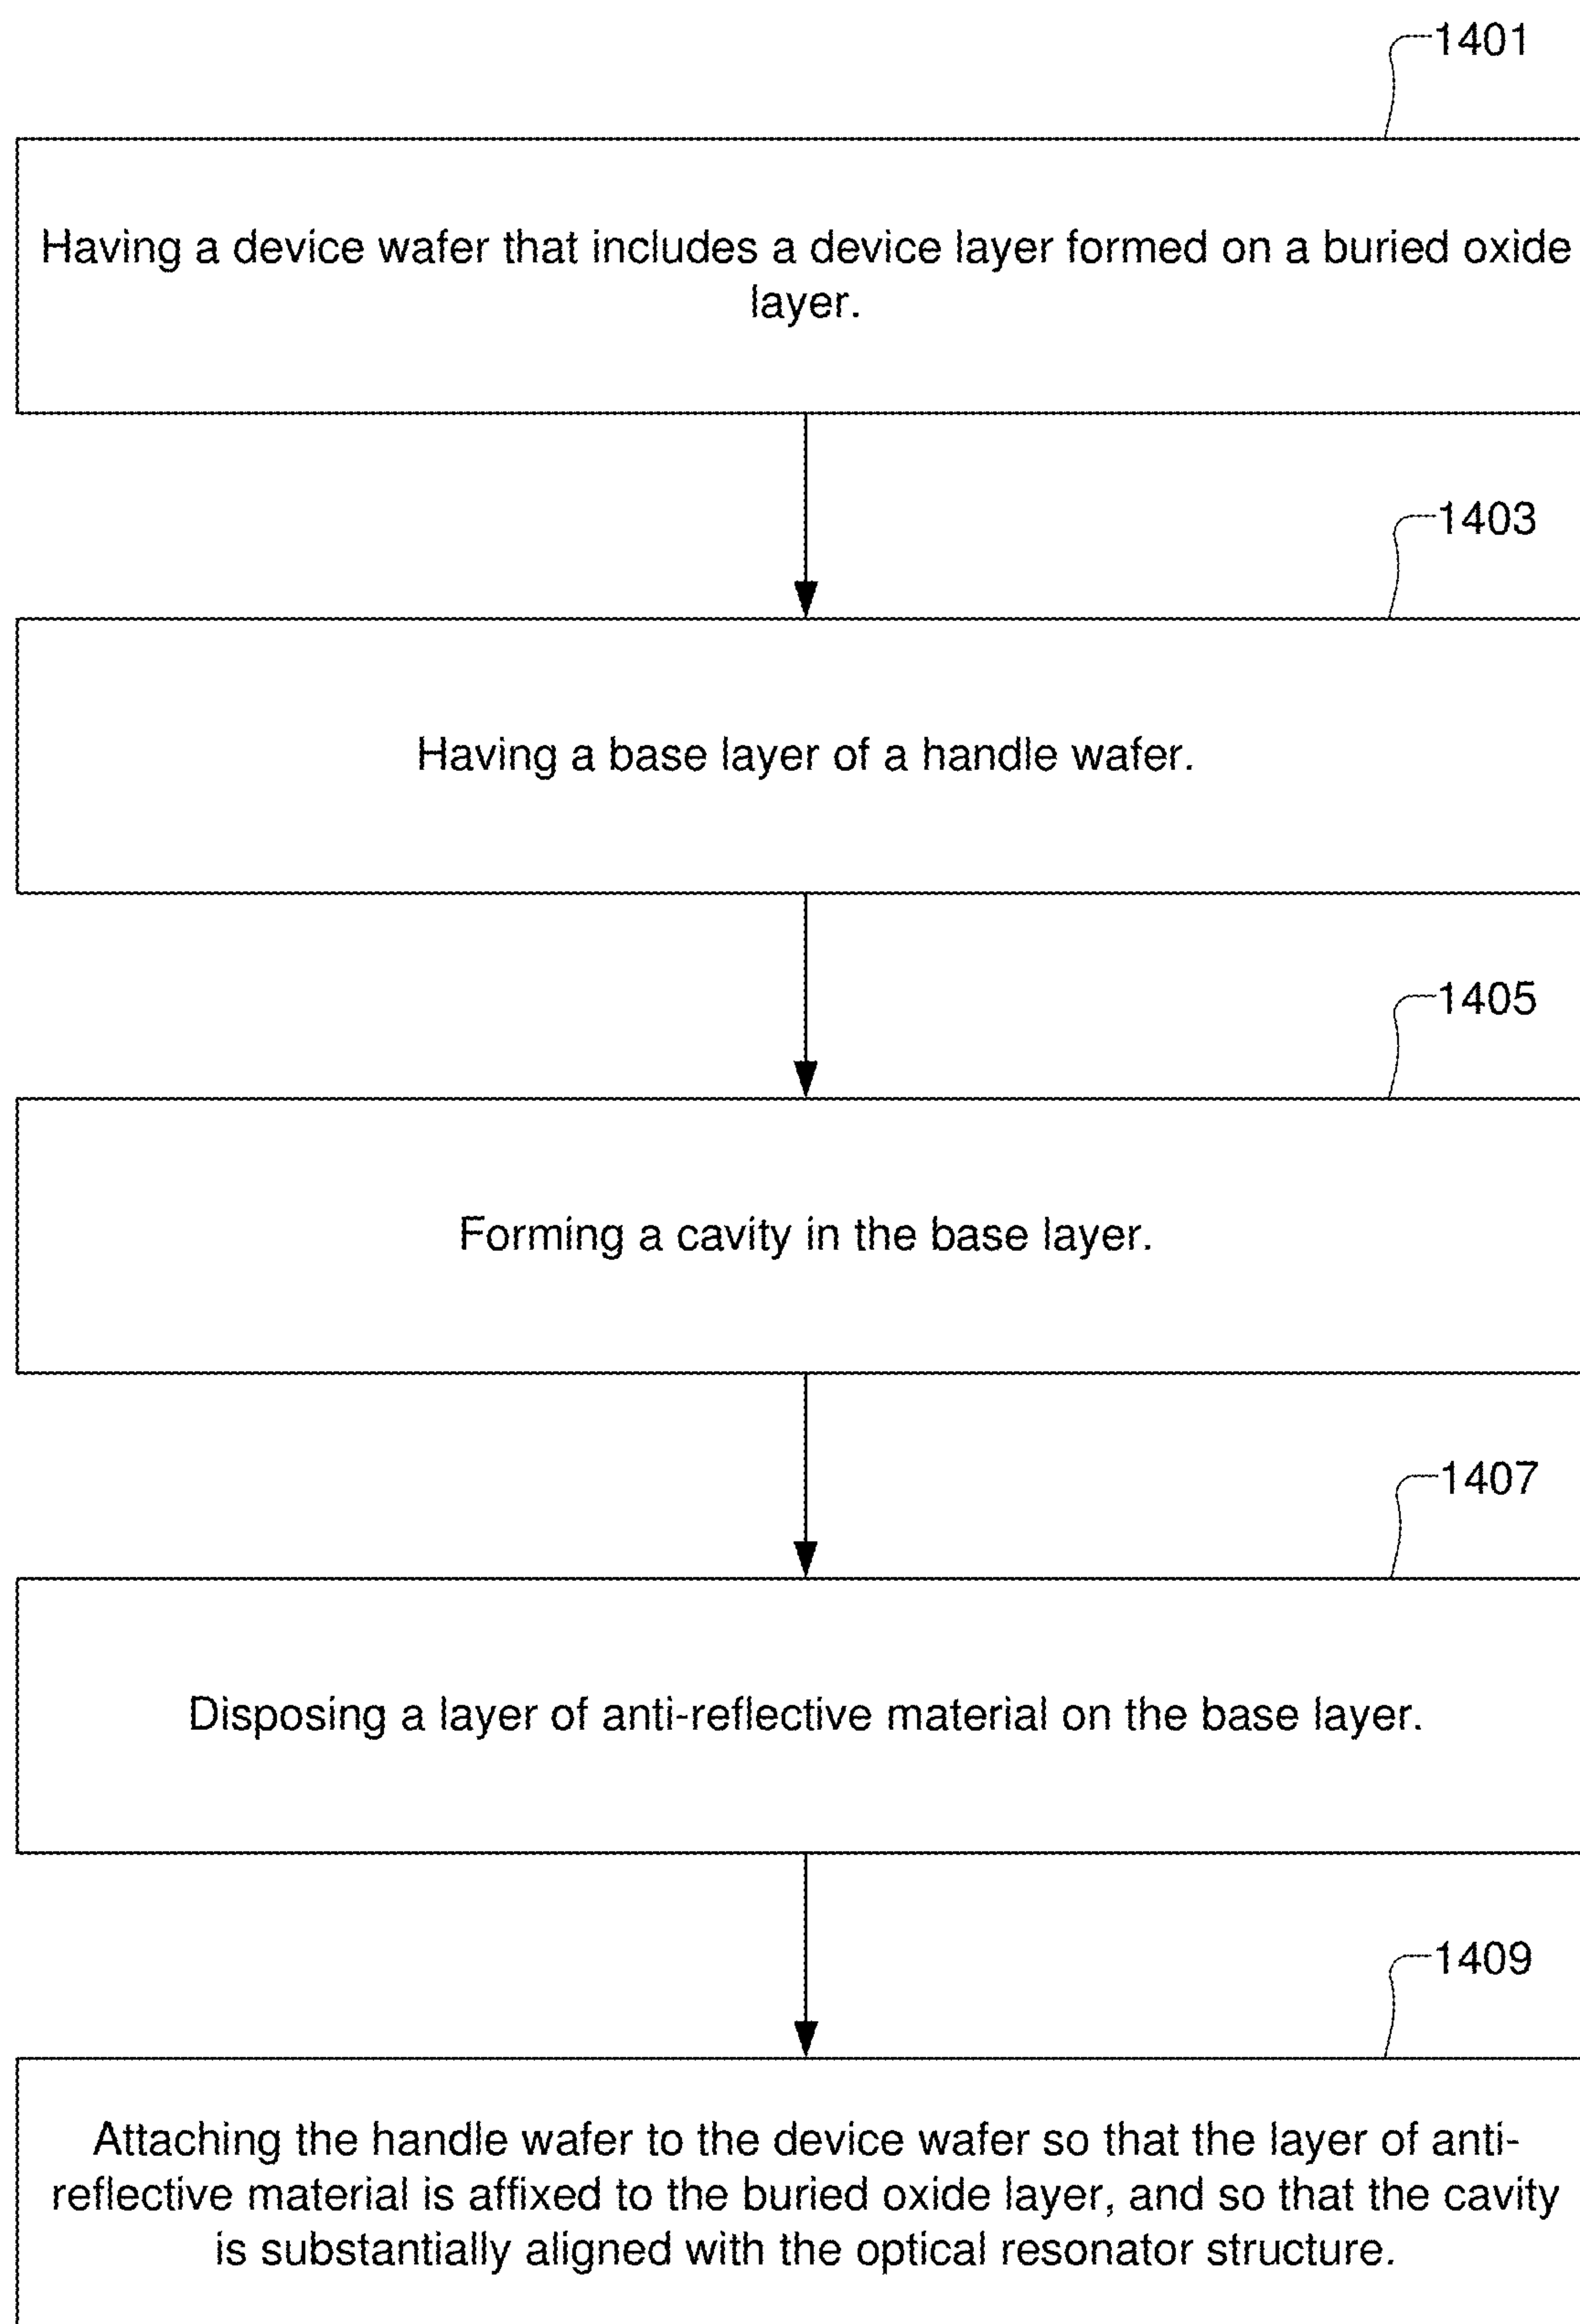 1401
Having a device wafer that includes a device layer formed on a buried oxide
layer.
1403
Having a base layer of a handle wafer.
1405
Forming a cavity in the base layer.
1407
Disposing a layer of anti-reflective material on the base layer.
1409
Attaching the handle wafer to the device wafer so that the layer of anti-
reflective material is affixed to the buried oxide layer, and so that the cavity
is substantially aligned with the optical resonator structure.